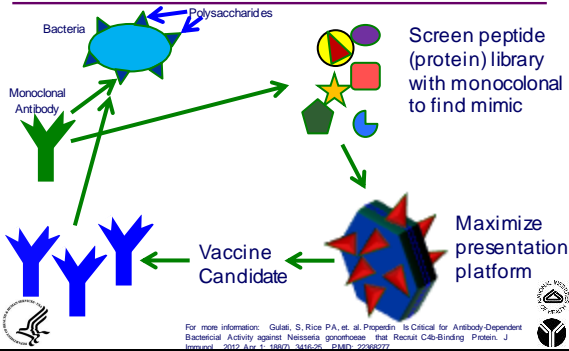 Polysaccharides
Bacteria
Monoclonal
Antibody
Screen peptide
(protein) library
with monocolonal
to find mimic
Maximize
presentation
platform
Vaccine
Candidate
For more information: Gulati, S, Rice PA, et. al. Properdin Is Critical for Antibody-Dependent
Bactericidal Activity against Neisseria gonorrhoeae that Recruit C4b-Binding Protein. J
Immunol. 2012 Apr 1; 188(7) 3416-25 PMID: 22368277